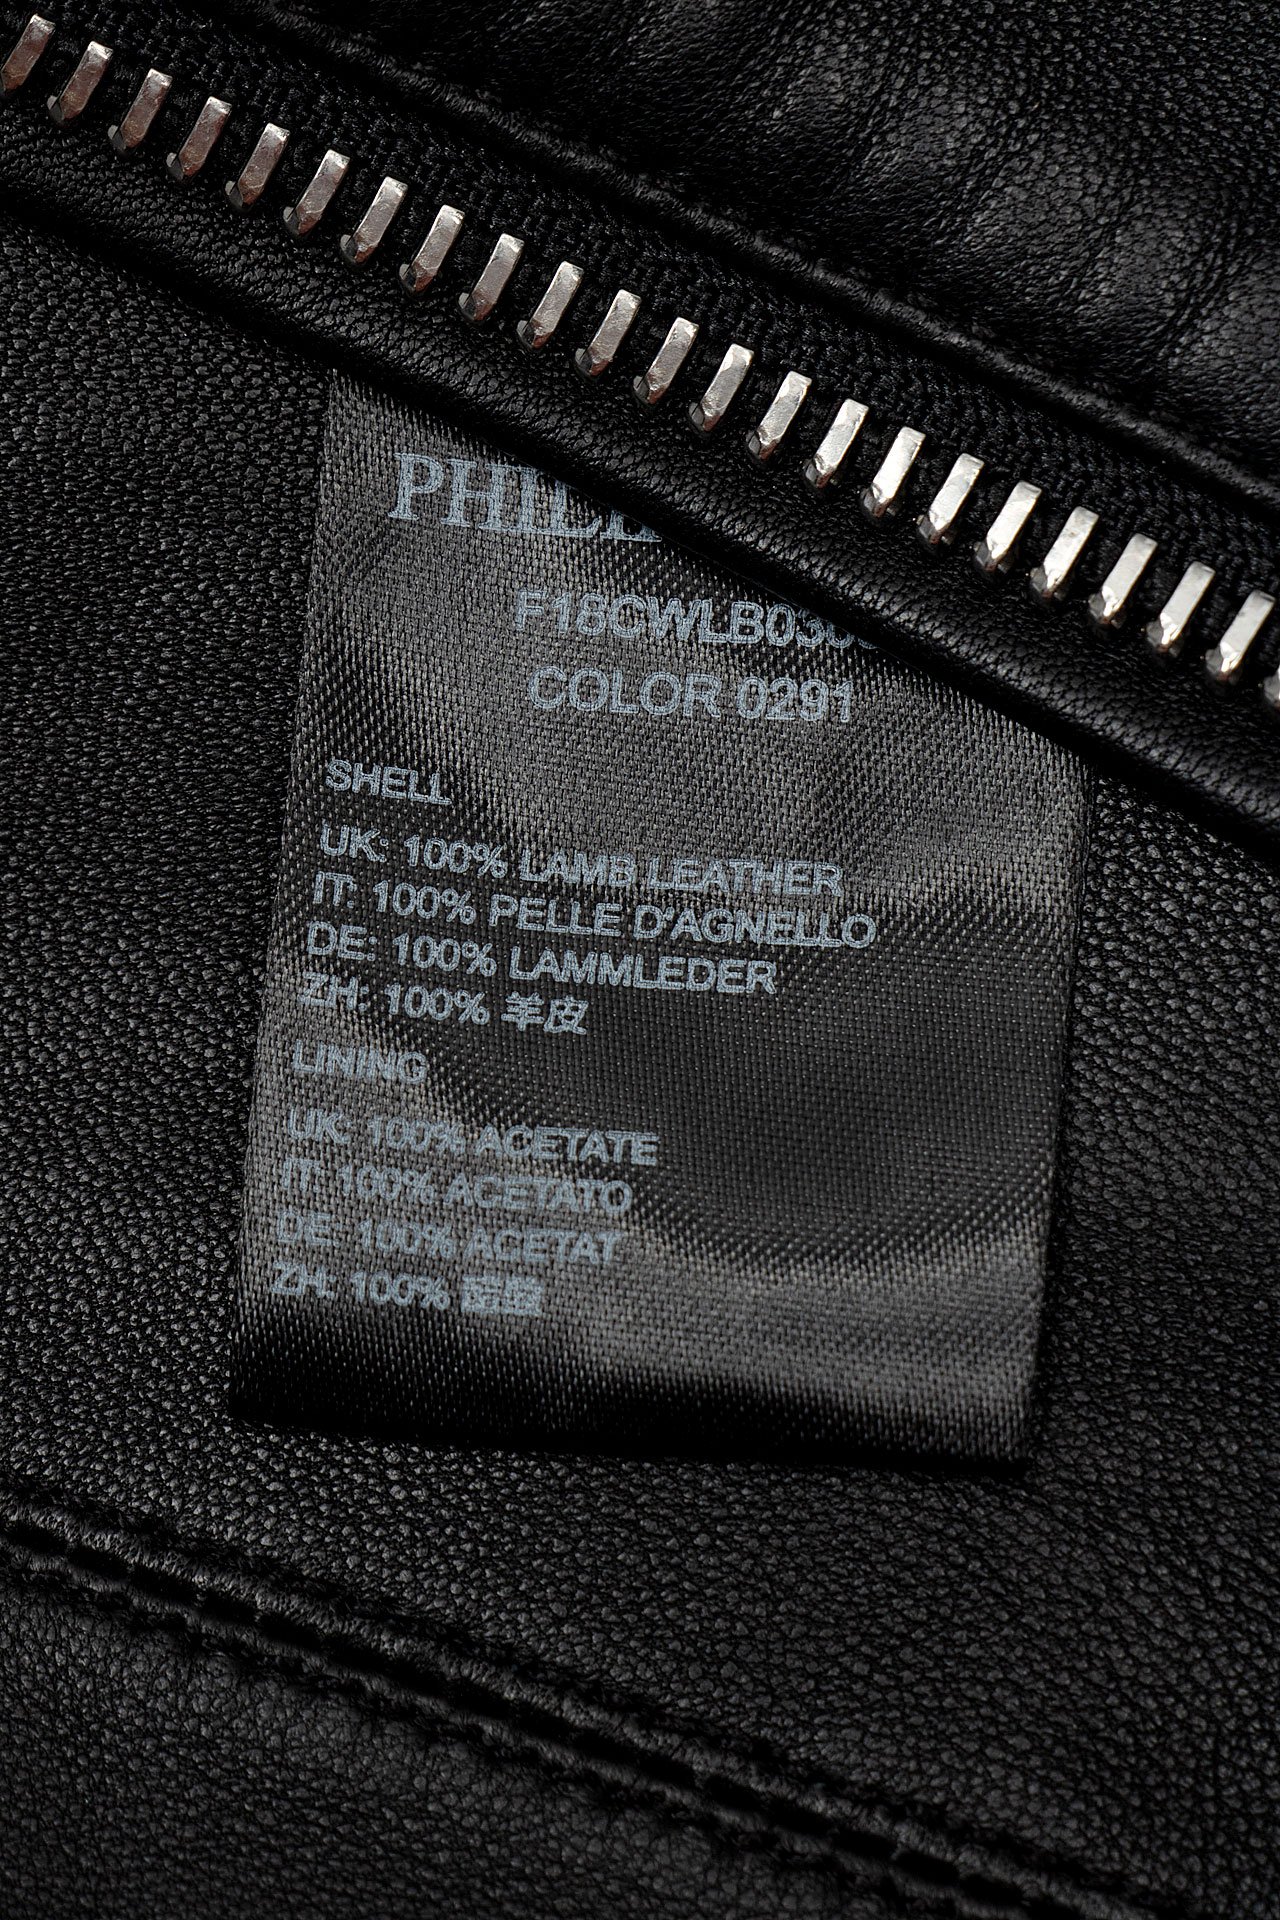 PHILI
F18CWLB03
COLOR 0291
SHELL
UK: 100% LAMB LEATHER
IT: 100% PELLE D'AGNELLO
DE: 100% LAMMLEDER
ZH: 100% 羊皮
LINING
UK: 100% ACETATE
IT: 100% ACETATO
DE: 100% ACETAT
ZH: 100%